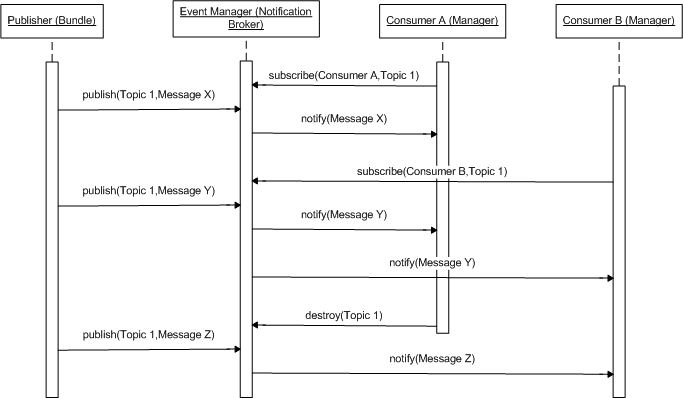 Publisher (Bundle)
Event Manager (Notification
Broker)
Consumer A (Manager)
Consumer B (Manager)
subscribe(Consumer A,Topic 1)
publish(Topic 1,Message X)
notify(Message X)
subscribe(Consumer B,Topic 1)
publish(Topic 1,Message Y)
notify(Message Y)
notify(Message Y)
destroy(Topic 1)
publish(Topic 1,Message Z)
notify(Message Z)